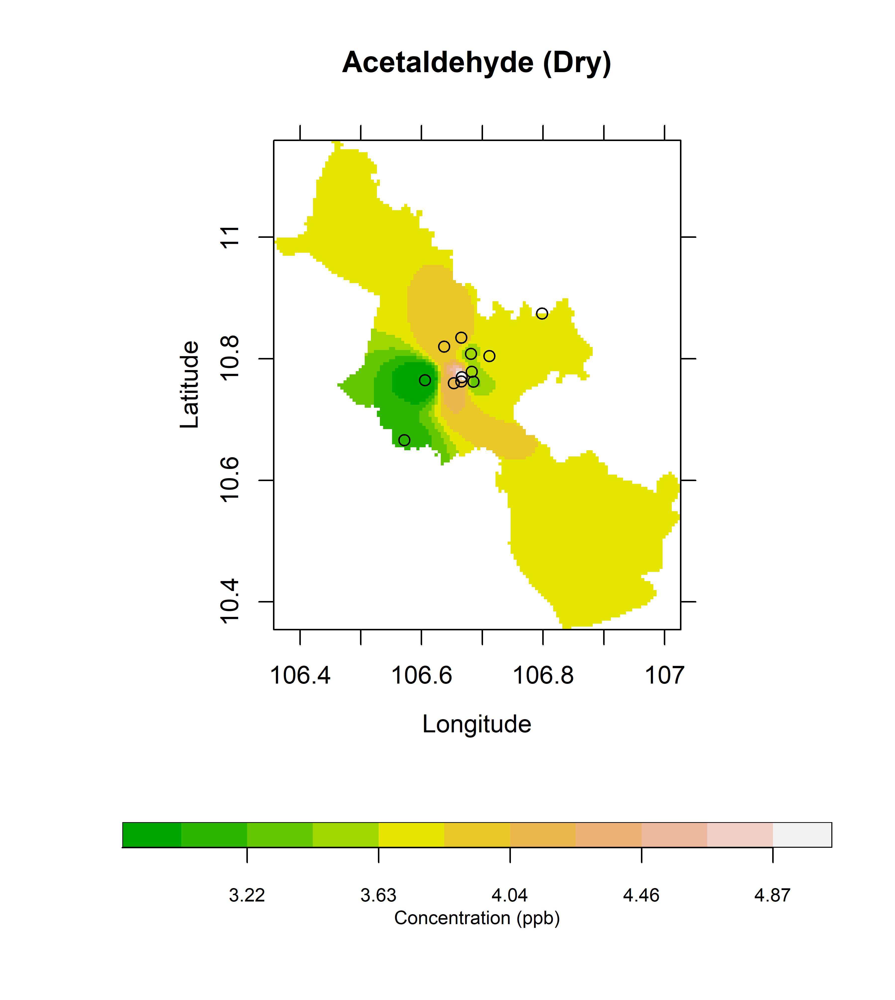 Acetaldehyde (Dry)
11
10.8
10.6
10.4
Latitude
106.4 106.6 106.8 107
Longitude
3.22 3.63 4.04 4.46 4.87
Concentration (ppb)